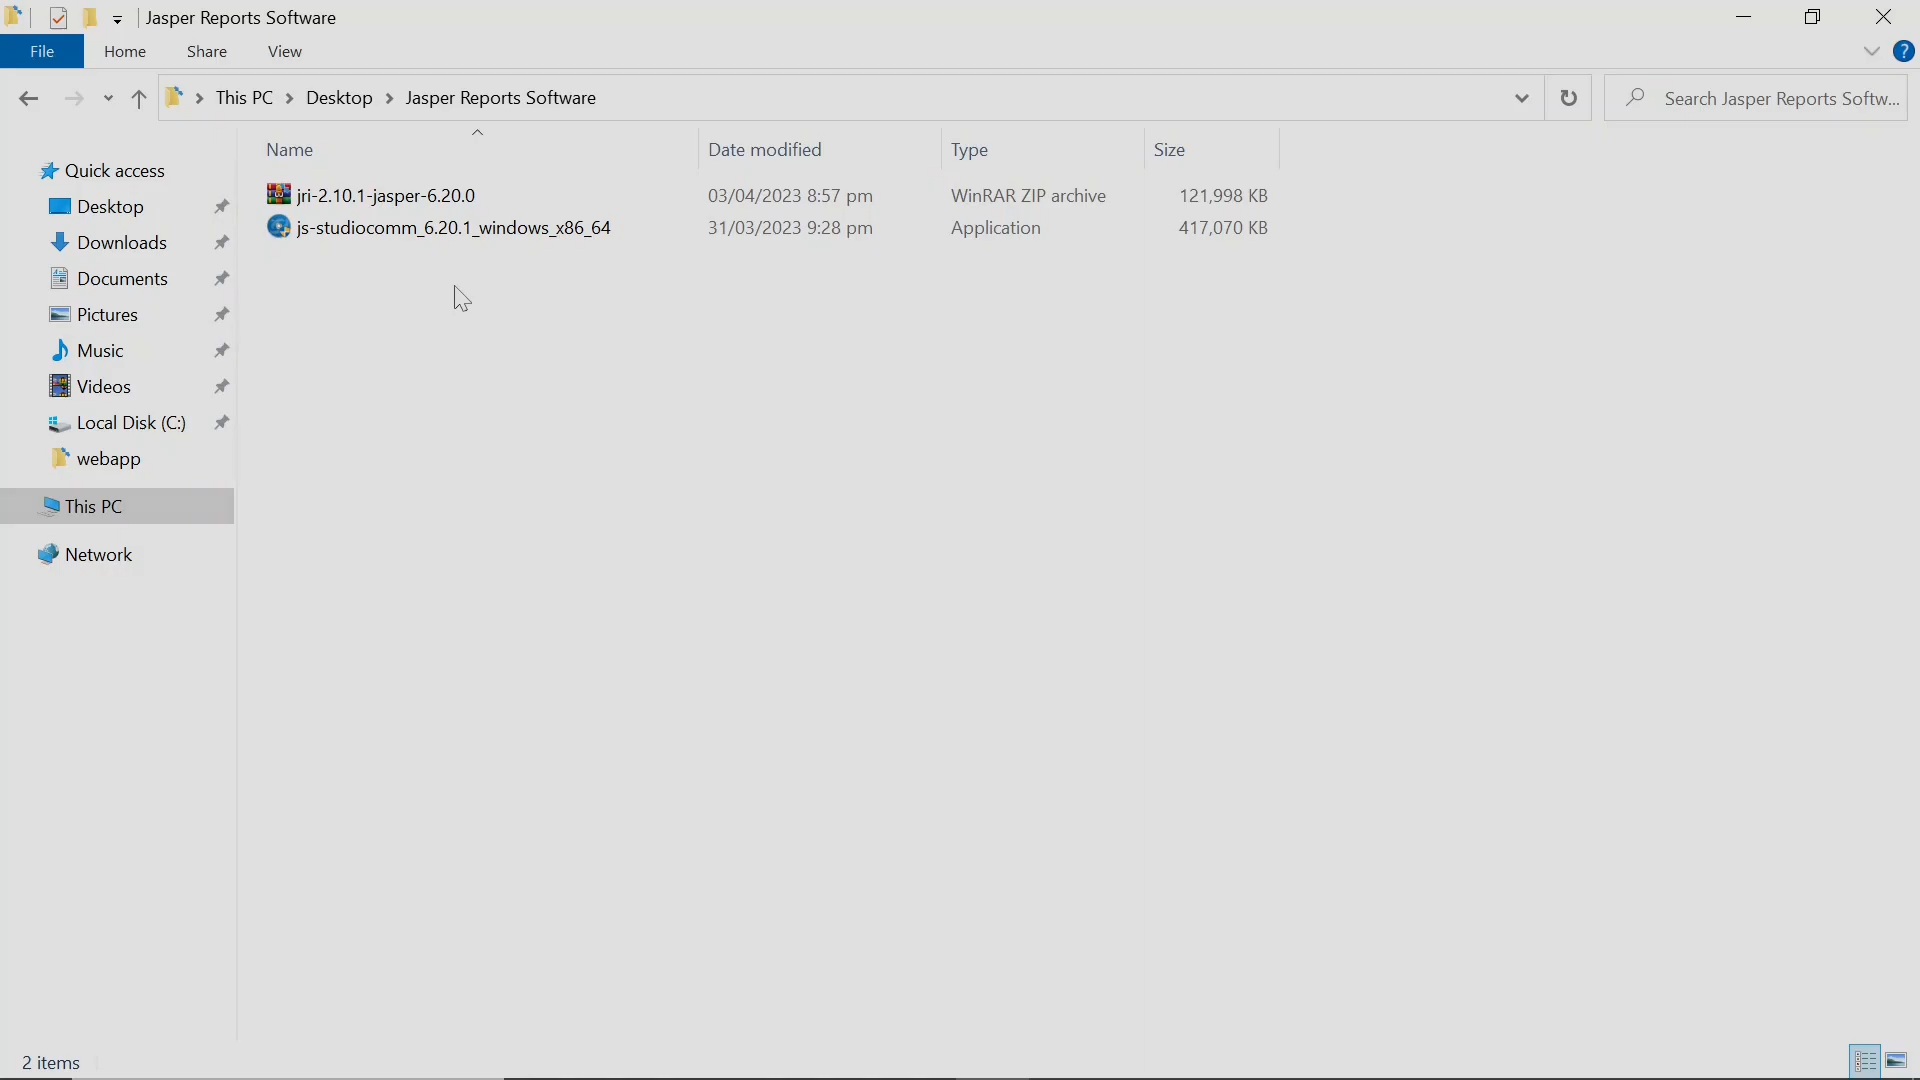 Jasper Reports Software
File Home Share View
This PC Desktop Jasper Reports Software
Search Jasper Reports Softw...
Name Date modified Type Size
jri-2.10.1-jasper-6.20.0 03/04/2023 8:57 pm WinRAR ZIP archive 121,998 KB
js-studiocomm_6.20.1_windows_x86_64 31/03/2023 9:28 pm Application 417,070 KB
Quick access
Desktop
Downloads
Documents
Pictures
Music
Videos
Local Disk (C:)
webapp
This PC
Network
2 items